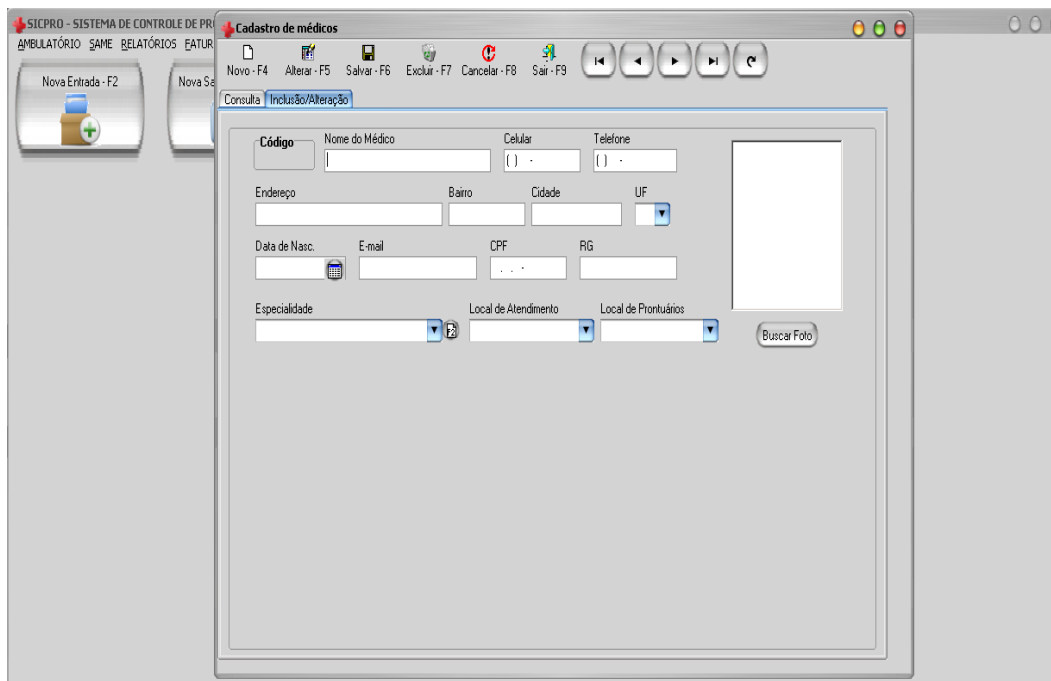 SICPRO - SISTEMA DE CONTROLE DE PR
AMBULATÓRIO SAME RELATÓRIOS FATUR
Nova Entrada - F2
Nova Sa
Cadastro de médicos
Novo - F4 Alterar - F5 Salvar - F6 Excluir - F7 Cancelar - F8 Sair - F9
Consulta Inclusão/Alteração
Código Nome do Médico Celular Telefone
( ) - ( ) -
Endereço Bairro Cidade UF
Data de Nasc. E-mail CPF RG
. . -
Especialidade Local de Atendimento Local de Prontuários
F2
Buscar Foto